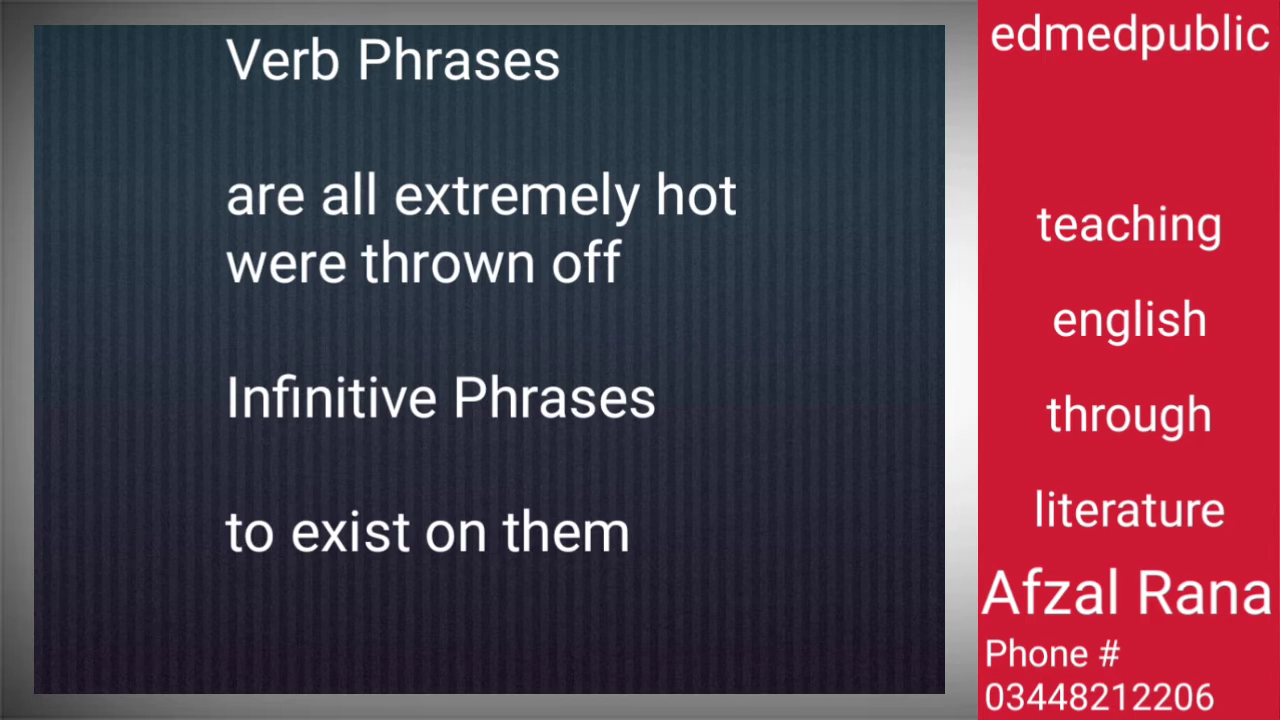 Verb Phrases
are all extremely hot
were thrown off
Infinitive Phrases
to exist on them
edmedpublic
teaching
english
through
literature
Afzal Rana
Phone #
03448212206